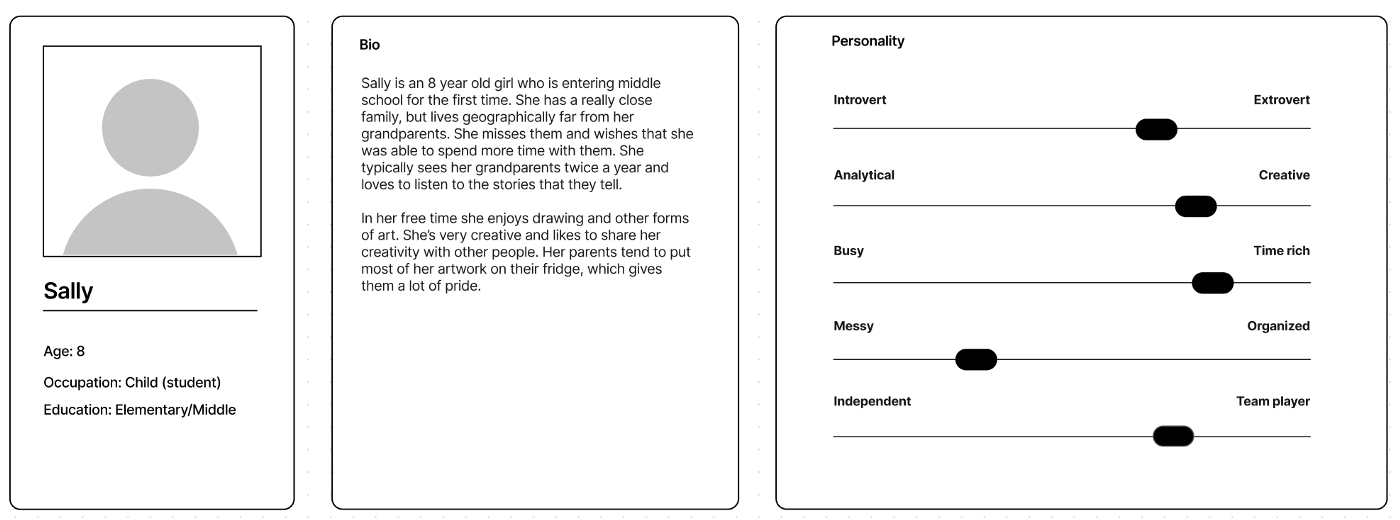 Sally
Age: 8
Occupation: Child (student)
Education: Elementary/Middle
Bio
Sally is an 8 year old girl who is entering middle
school for the first time. She has a really close
family, but lives geographically far from her
grandparents. She misses them and wishes that she
was able to spend more time with them. She
typically sees her grandparents twice a year and
loves to listen to the stories that they tell.
In her free time she enjoys drawing and other forms
of art. She's very creative and likes to share her
creativity with other people. Her parents tend to put
most of her artwork on their fridge, which gives
them a lot of pride.
Personality
Introvert Extrovert
Analytical Creative
Busy Time rich
Messy Organized
Independent Team player